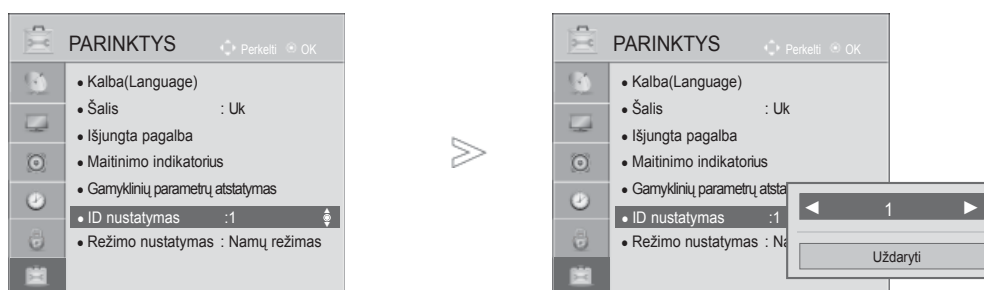 PARINKTYS Perkelti OK
• Kalba(Language)
• Šalis : Uk
• Išjungta pagalba
• Maitinimo indikatorius
• Gamyklinių parametrų atstatymas
• ID nustatymas :1
• Režimo nustatymas : Namų režimas
PARINKTYS Perkelti OK
• Kalba(Language)
• Šalis : Uk
• Išjungta pagalba
• Maitinimo indikatorius
• Gamyklinių parametrų atsta
• ID nustatymas :1
• Režimo nustatymas : Na
◄ 1 ►
Uždaryti